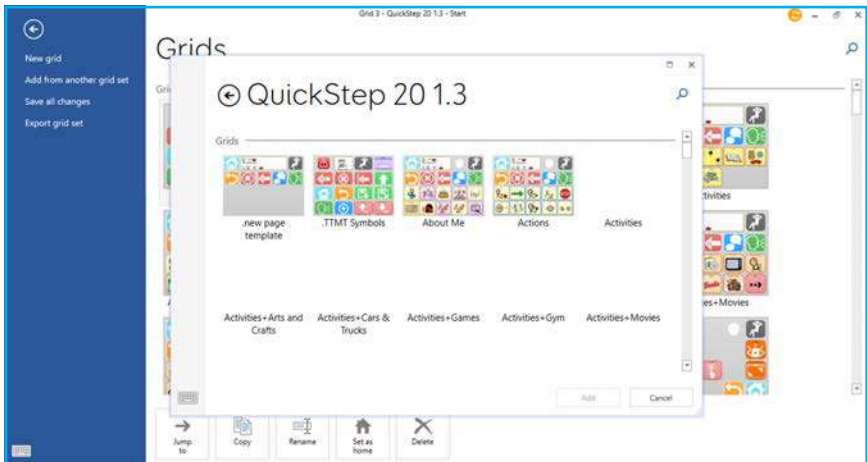 Grid 3 - QuickStep 20 1.3 - Start
New grid
Add from another grid set
Save all changes
Export grid set
Grids
QuickStep 20 1.3
Grids
.new page template
.TTMT Symbols
About Me
Actions
Activities
Activities+Arts and Crafts
Activities+Cars & Trucks
Activities+Games
Activities+Gym
Activities+Movies
Add
Cancel
Jump to
Copy
Rename
Set as home
Delete